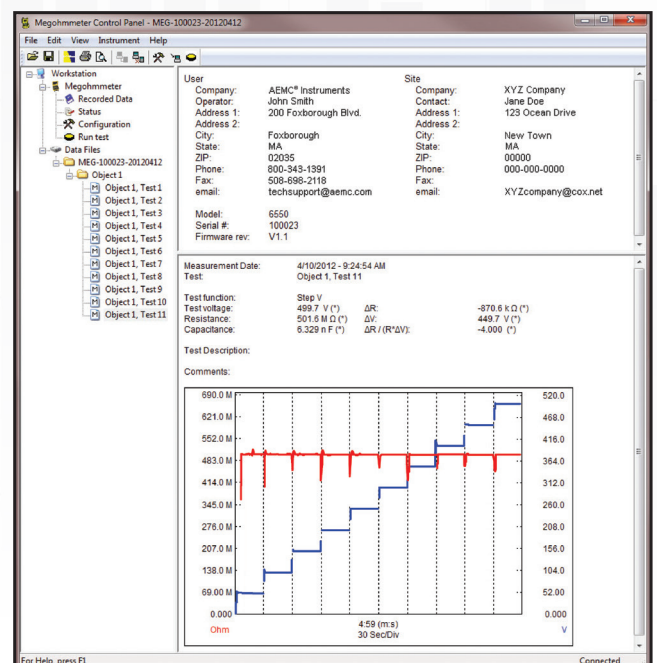 Megohmmeter Control Panel - MEG-100023-20120412
File Edit View Instrument Help
Workstation
Megohmmeter
Recorded Data
Status
Configuration
Run test
Data Files
MEG-100023-20120412
Object 1
Object 1, Test 1
Object 1, Test 2
Object 1, Test 3
Object 1, Test 4
Object 1, Test 5
Object 1, Test 6
Object 1, Test 7
Object 1, Test 8
Object 1, Test 9
Object 1, Test 10
Object 1, Test 11
User Site
Company: AEMC® Instruments Company: XYZ Company
Operator: John Smith Contact: Jane Doe
Address 1: 200 Foxborough Blvd. Address 1: 123 Ocean Drive
Address 2: Address 2:
City: Foxborough City: New Town
State: MA State: MA
ZIP: 02035 ZIP: 00000
Phone: 800-343-1391 Phone: 000-000-0000
Fax: 508-698-2118 Fax:
email: techsupport@aemc.com email: XYZcompany@cox.net
Model: 6550
Serial #: 100023
Firmware rev: V1.1
Measurement Date: 4/10/2012 - 9:24:54 AM
Test: Object 1, Test 11
Test function: Step V
Test voltage: 499.7 V (*) ΔR: -870.6 k Ω (*)
Resistance: 501.6 M Ω (*) ΔV: 449.7 V (*)
Capacitance: 6.329 n F (*) ΔR / (R*ΔV): -4.000 (*)
Test Description:
Comments:
690.0 M 520.0
621.0 M 468.0
552.0 M 416.0
483.0 M 364.0
414.0 M 312.0
345.0 M 260.0
276.0 M 208.0
207.0 M 156.0
138.0 M 104.0
69.00 M 52.00
0.000 0.000
4:59 (m:s)
Ohm 30 Sec/Div V
For Help, press F1 Connected